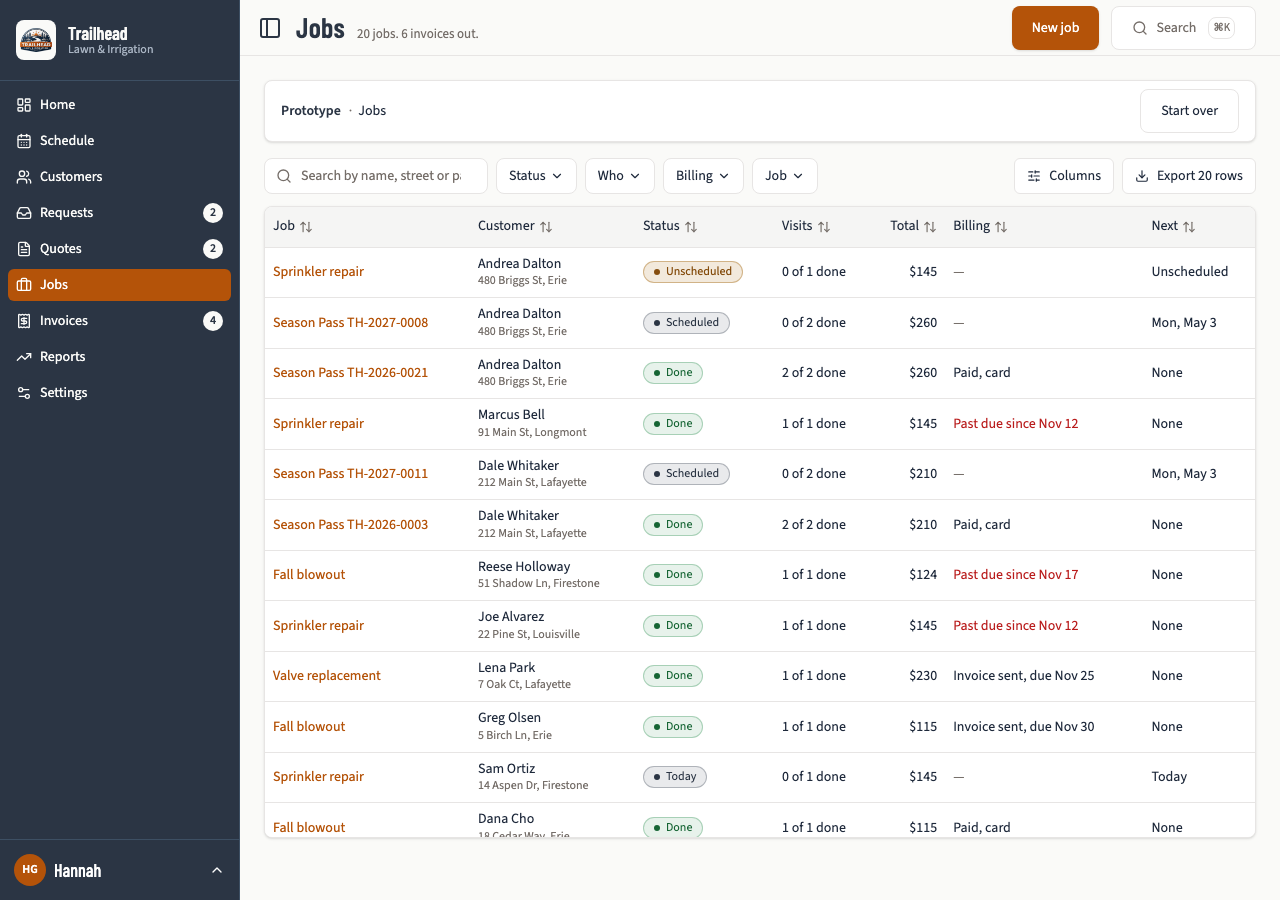 TRAILHEAD
Trailhead
Lawn & Irrigation
Home
Schedule
Customers
Requests 2
Quotes 2
Jobs
Invoices 4
Reports
Settings
HG Hannah
Jobs 20 jobs. 6 invoices out.
New job
Search ⌘K
Prototype · Jobs
Start over
Search by name, street or pa
Status
Who
Billing
Job
Columns
Export 20 rows
Job Customer Status Visits Total Billing Next
Sprinkler repair Andrea Dalton Unscheduled 0 of 1 done $145 — Unscheduled
480 Briggs St, Erie
Season Pass TH-2027-0008 Andrea Dalton Scheduled 0 of 2 done $260 — Mon, May 3
480 Briggs St, Erie
Season Pass TH-2026-0021 Andrea Dalton Done 2 of 2 done $260 Paid, card None
480 Briggs St, Erie
Sprinkler repair Marcus Bell Done 1 of 1 done $145 Past due since Nov 12 None
91 Main St, Longmont
Season Pass TH-2027-0011 Dale Whitaker Scheduled 0 of 2 done $210 — Mon, May 3
212 Main St, Lafayette
Season Pass TH-2026-0003 Dale Whitaker Done 2 of 2 done $210 Paid, card None
212 Main St, Lafayette
Fall blowout Reese Holloway Done 1 of 1 done $124 Past due since Nov 17 None
51 Shadow Ln, Firestone
Sprinkler repair Joe Alvarez Done 1 of 1 done $145 Past due since Nov 12 None
22 Pine St, Louisville
Valve replacement Lena Park Done 1 of 1 done $230 Invoice sent, due Nov 25 None
7 Oak Ct, Lafayette
Fall blowout Greg Olsen Done 1 of 1 done $115 Invoice sent, due Nov 30 None
5 Birch Ln, Erie
Sprinkler repair Sam Ortiz Today 0 of 1 done $145 — Today
14 Aspen Dr, Firestone
Fall blowout Dana Cho Done 1 of 1 done $115 Paid, card None
18 Cedar Way, Erie